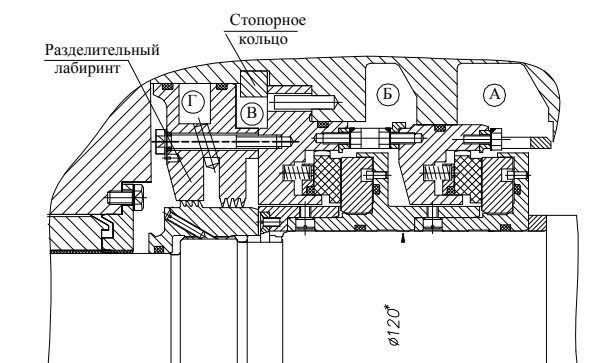 Стопорное
кольцо
Разделительный
лабиринт
Г
В
Б
А
ø120*